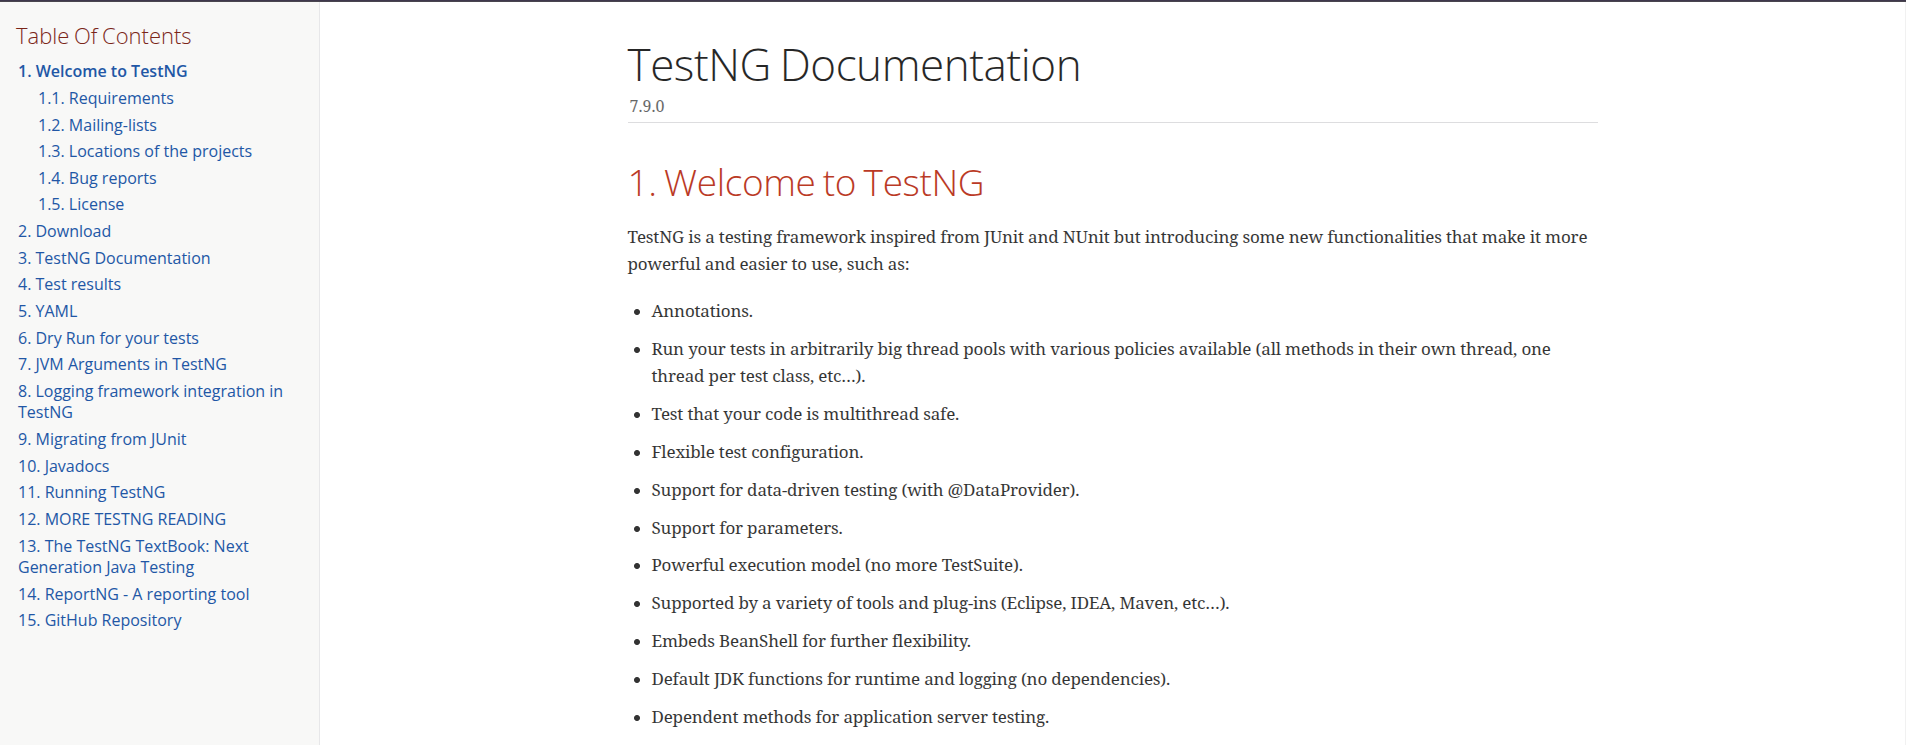 Table Of Contents
1. Welcome to TestNG
1.1. Requirements
1.2. Mailing-lists
1.3. Locations of the projects
1.4. Bug reports
1.5. License
2. Download
3. TestNG Documentation
4. Test results
5. YAML
6. Dry Run for your tests
7. JVM Arguments in TestNG
8. Logging framework integration in
TestNG
9. Migrating from JUnit
10. Javadocs
11. Running TestNG
12. MORE TESTNG READING
13. The TestNG TextBook: Next
Generation Java Testing
14. ReportNG - A reporting tool
15. GitHub Repository
TestNG Documentation
7.9.0
1. Welcome to TestNG
TestNG is a testing framework inspired from JUnit and NUnit but introducing some new functionalities that make it more
powerful and easier to use, such as:
• Annotations.
• Run your tests in arbitrarily big thread pools with various policies available (all methods in their own thread, one
thread per test class, etc…).
• Test that your code is multithread safe.
• Flexible test configuration.
• Support for data-driven testing (with @DataProvider).
• Support for parameters.
• Powerful execution model (no more TestSuite).
• Supported by a variety of tools and plug-ins (Eclipse, IDEA, Maven, etc…).
• Embeds BeanShell for further flexibility.
• Default JDK functions for runtime and logging (no dependencies).
• Dependent methods for application server testing.